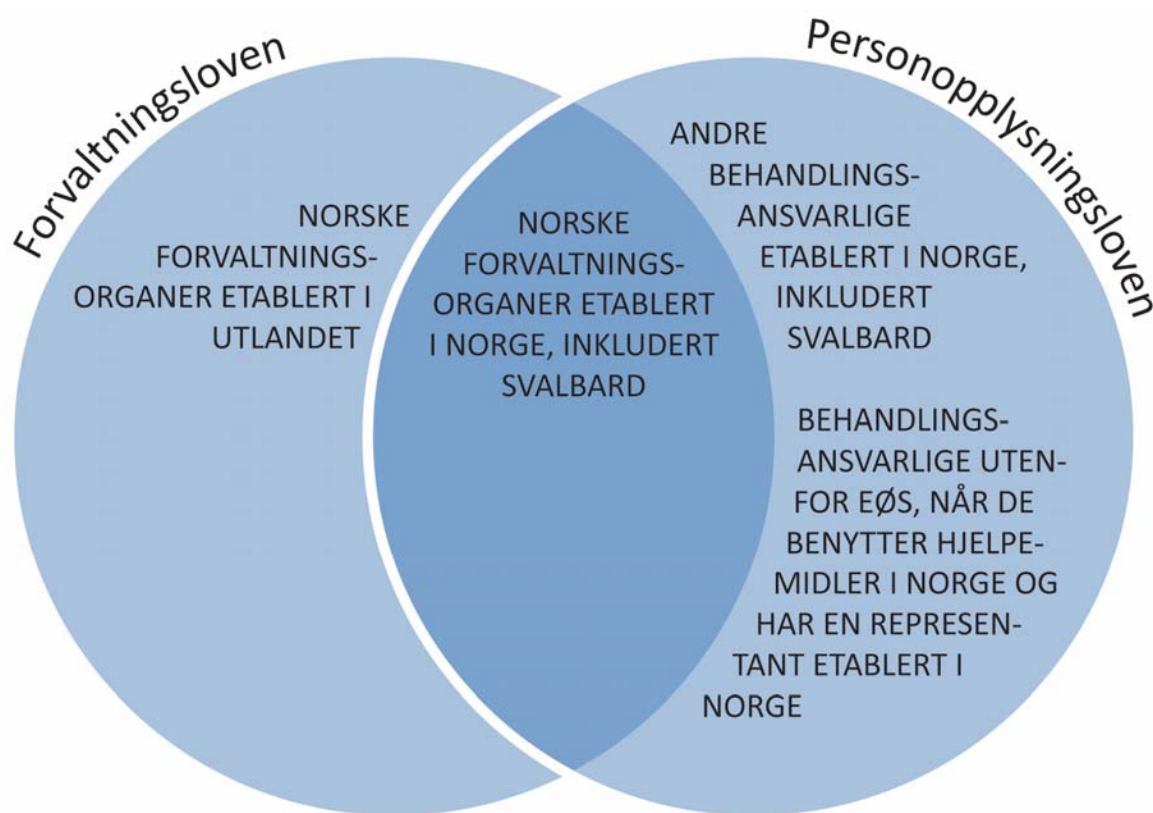 Forvaltningsloven
Personopplysningsloven
NORSKE
FORVALTNINGS-
ORGANER ETABLERT I
UTLANDET
NORSKE
FORVALTNINGS-
ORGANER ETABLERT
I NORGE, INKLUDERT
SVALBARD
ANDRE
BEHANDLINGS-
ANSVARLIGE
ETABLERT I NORGE,
INKLUDERT
SVALBARD
BEHANDLINGS-
ANSVARLIGE UTEN-
FOR EØS, NÅR DE
BENYTTER HJELPE-
MIDLER I NORGE OG
HAR EN REPRESEN-
TANT ETABLERT I
NORGE